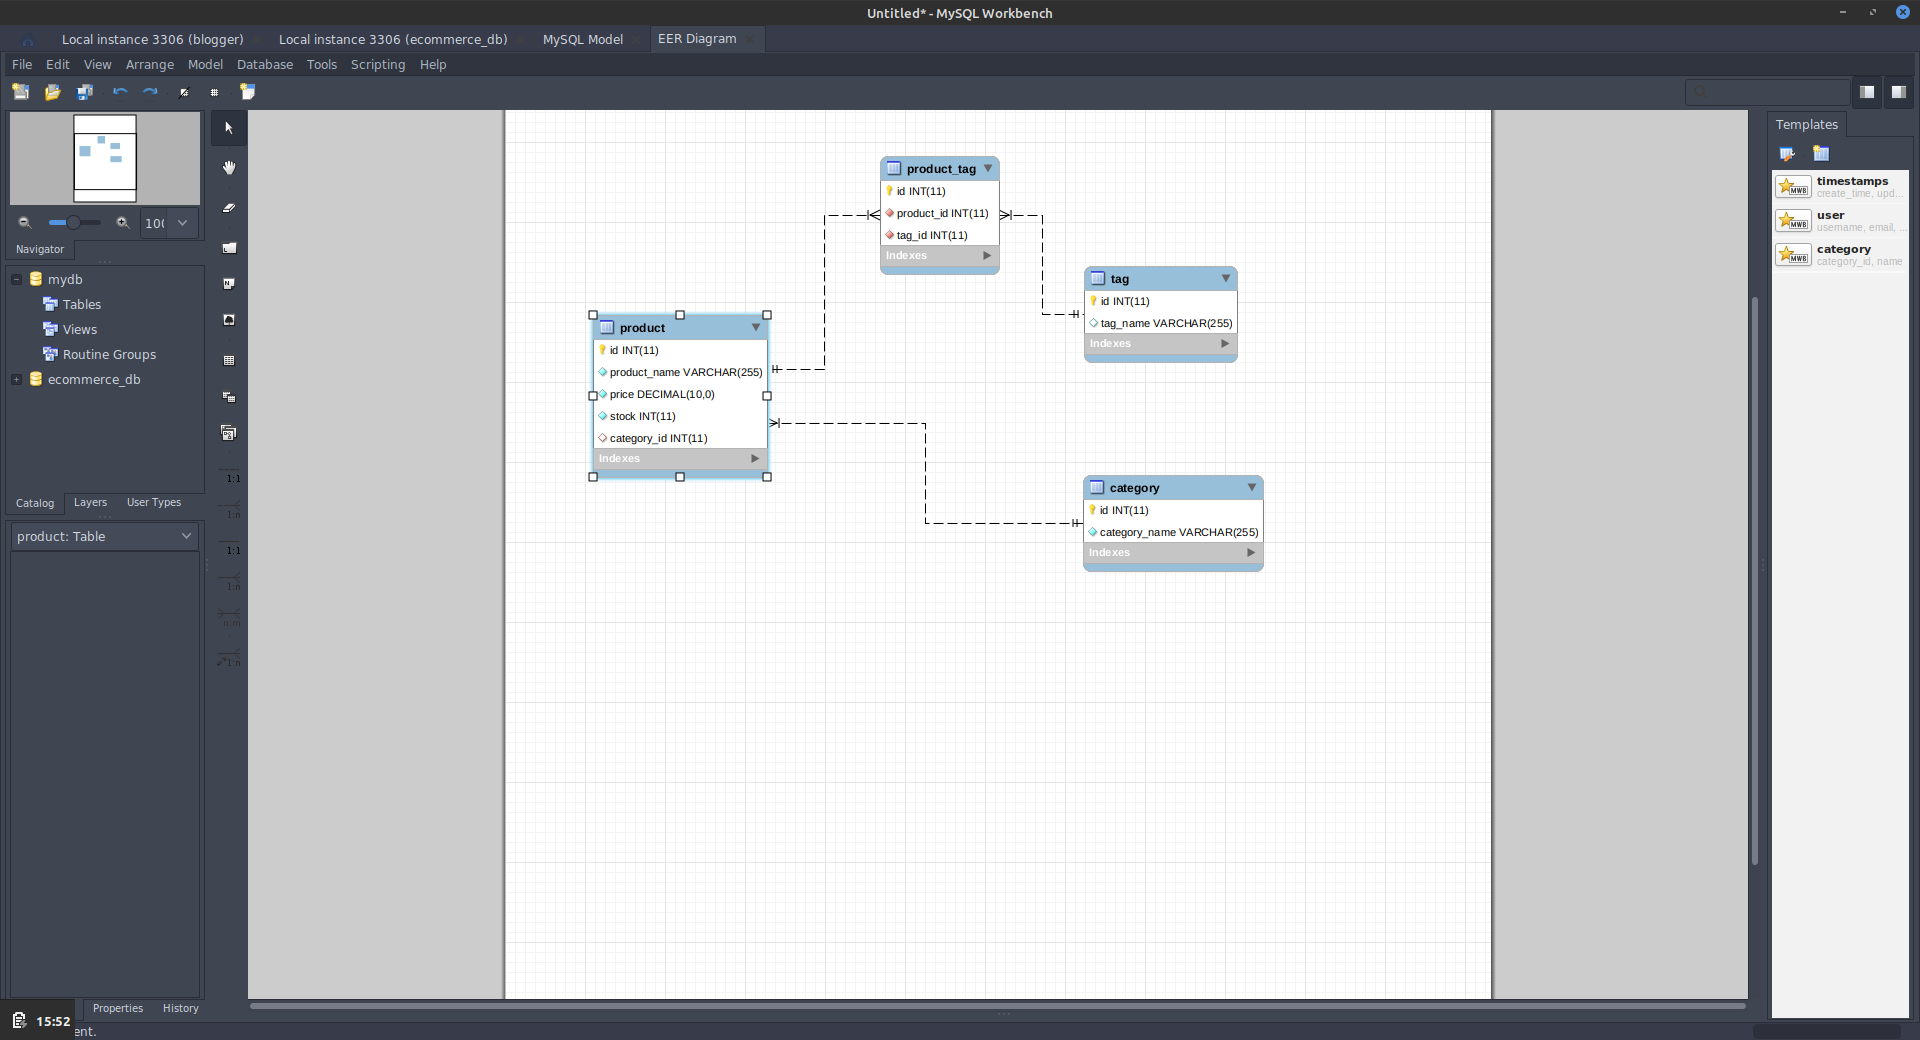 Untitled* - MySQL Workbench
Local instance 3306 (blogger)
Local instance 3306 (ecommerce_db)
MySQL Model
EER Diagram
File Edit View Arrange Model Database Tools Scripting Help
Navigator
mydb
Tables
Views
Routine Groups
ecommerce_db
Catalog Layers User Types
product: Table
Properties History
15:52
ent.
1:1
1:n
1:1
1:n
n:m
1:n
product_tag
id INT(11)
product_id INT(11)
tag_id INT(11)
Indexes
tag
id INT(11)
tag_name VARCHAR(255)
Indexes
product
id INT(11)
product_name VARCHAR(255)
price DECIMAL(10,0)
stock INT(11)
category_id INT(11)
Indexes
category
id INT(11)
category_name VARCHAR(255)
Indexes
Templates
MWB
timestamps
create_time, upd...
MWB
user
username, email, ...
MWB
category
category_id, name